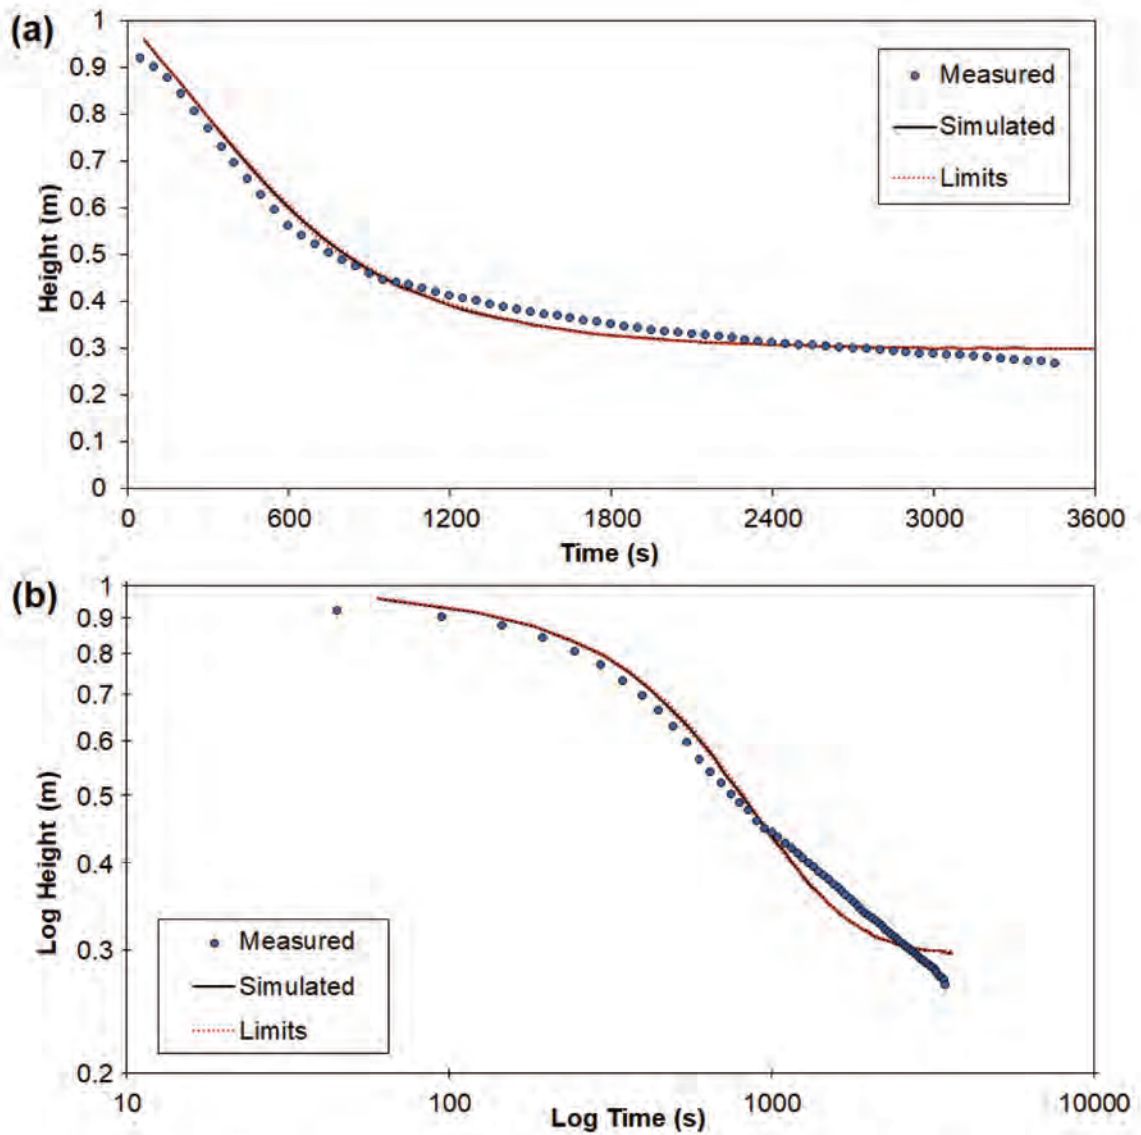 (a)
1
0.9
0.8
0.7
0.6
0.5
0.4
0.3
0.2
0.1
0
Height (m)
Measured
Simulated
Limits
0 600 1200 1800 2400 3000 3600
Time (s)
(b)
1
0.9
0.8
0.7
0.6
0.5
0.4
0.3
0.2
Log Height (m)
Measured
Simulated
Limits
10 100 1000 10000
Log Time (s)